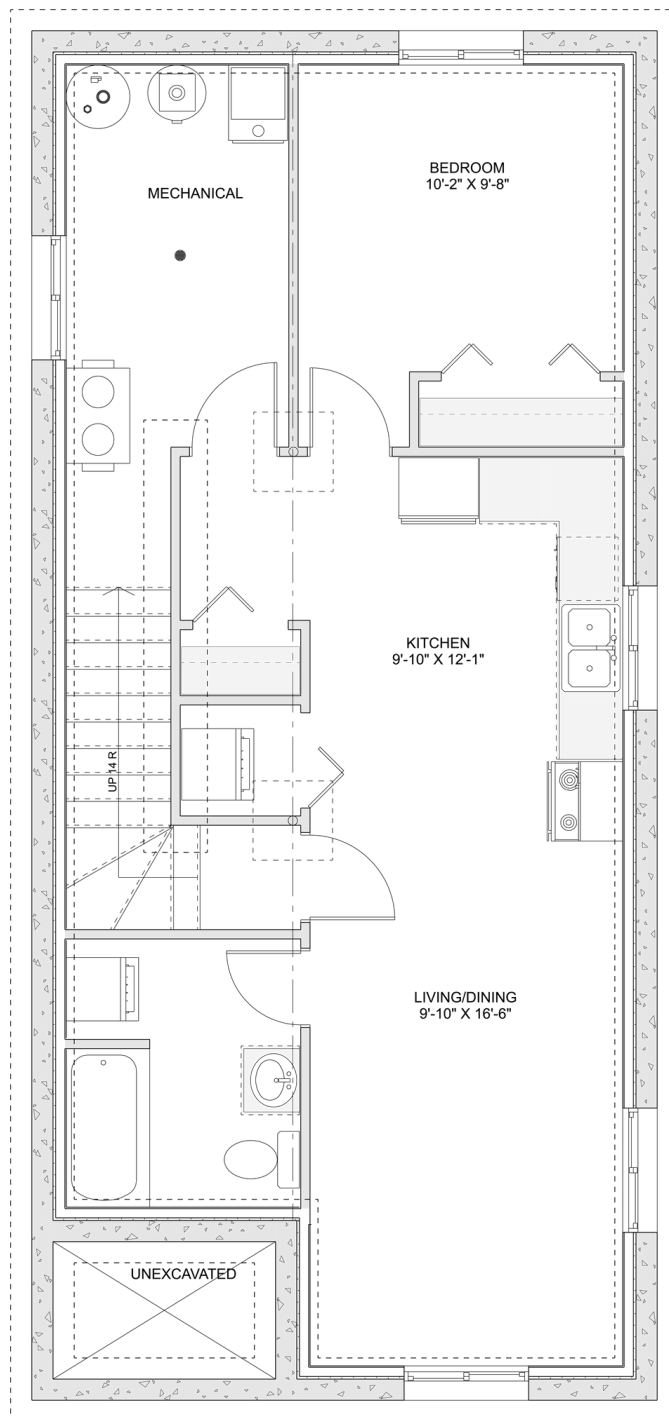 BEDROOM
10'-2" X 9'-8"
MECHANICAL
KITCHEN
9'-10" X 12'-1"
UP 14 R
LIVING/DINING
9'-10" X 16'-6"
UNEXCAVATED